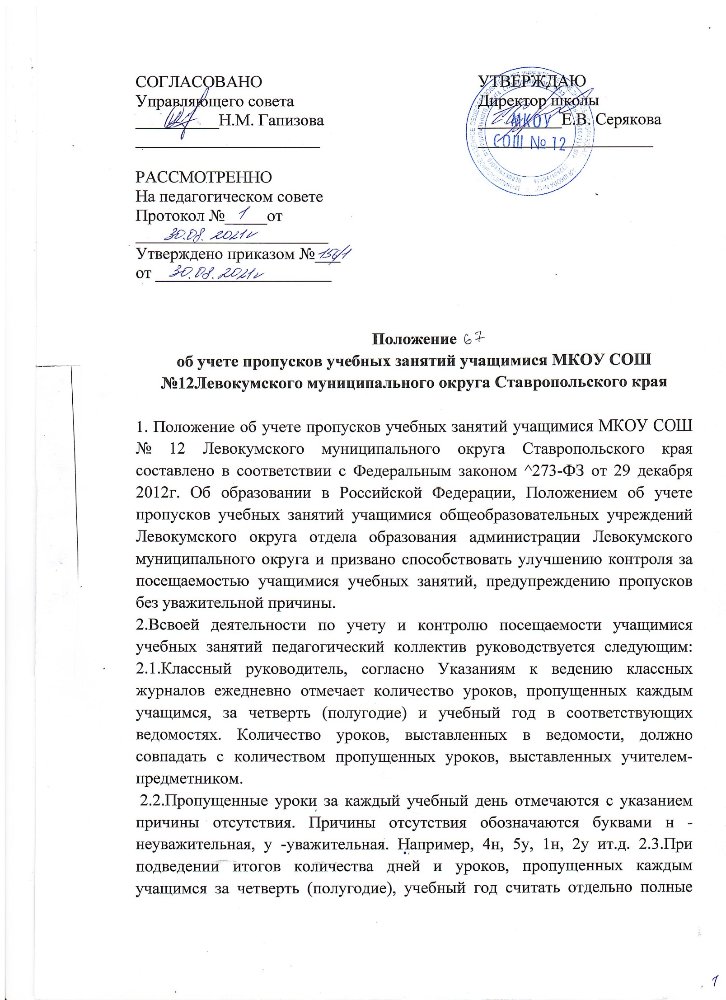 СОГЛАСОВАНО
Управляющего совета
Н.М. Гапизова
УТВЕРЖДАЮ
Директор школы
Е.В. Серякова
МКОУ
СОШ № 12
РАССМОТРЕННО
На педагогическом совете
Протокол № 1 от
30.08. 2021г
Утверждено приказом № 156/1
от 30.08.2021г
Положение 67
об учете пропусков учебных занятий учащимися МКОУ СОШ
№12Левокумского муниципального округа Ставропольского края
1. Положение об учете пропусков учебных занятий учащимися МКОУ СОШ
№ 12 Левокумского муниципального округа Ставропольского края
составлено в соответствии с Федеральным законом ^273-ФЗ от 29 декабря
2012г. Об образовании в Российской Федерации, Положением об учете
пропусков учебных занятий учащимися общеобразовательных учреждений
Левокумского округа отдела образования администрации Левокумского
муниципального округа и призвано способствовать улучшению контроля за
посещаемостью учащимися учебных занятий, предупреждению пропусков
без уважительной причины.
2.Всвоей деятельности по учету и контролю посещаемости учащимися
учебных занятий педагогический коллектив руководствуется следующим:
2.1.Классный руководитель, согласно Указаниям к ведению классных
журналов ежедневно отмечает количество уроков, пропущенных каждым
учащимся, за четверть (полугодие) и учебный год в соответствующих
ведомостях. Количество уроков, выставленных в ведомости, должно
совпадать с количеством пропущенных уроков, выставленных учителем-
предметником.
2.2.Пропущенные уроки за каждый учебный день отмечаются с указанием
причины отсутствия. Причины отсутствия обозначаются буквами н -
неуважительная, у -уважительная. Например, 4н, 5у, 1н, 2у ит.д. 2.3.При
подведении итогов количества дней и уроков, пропущенных каждым
учащимся за четверть (полугодие), учебный год считать отдельно полные
1